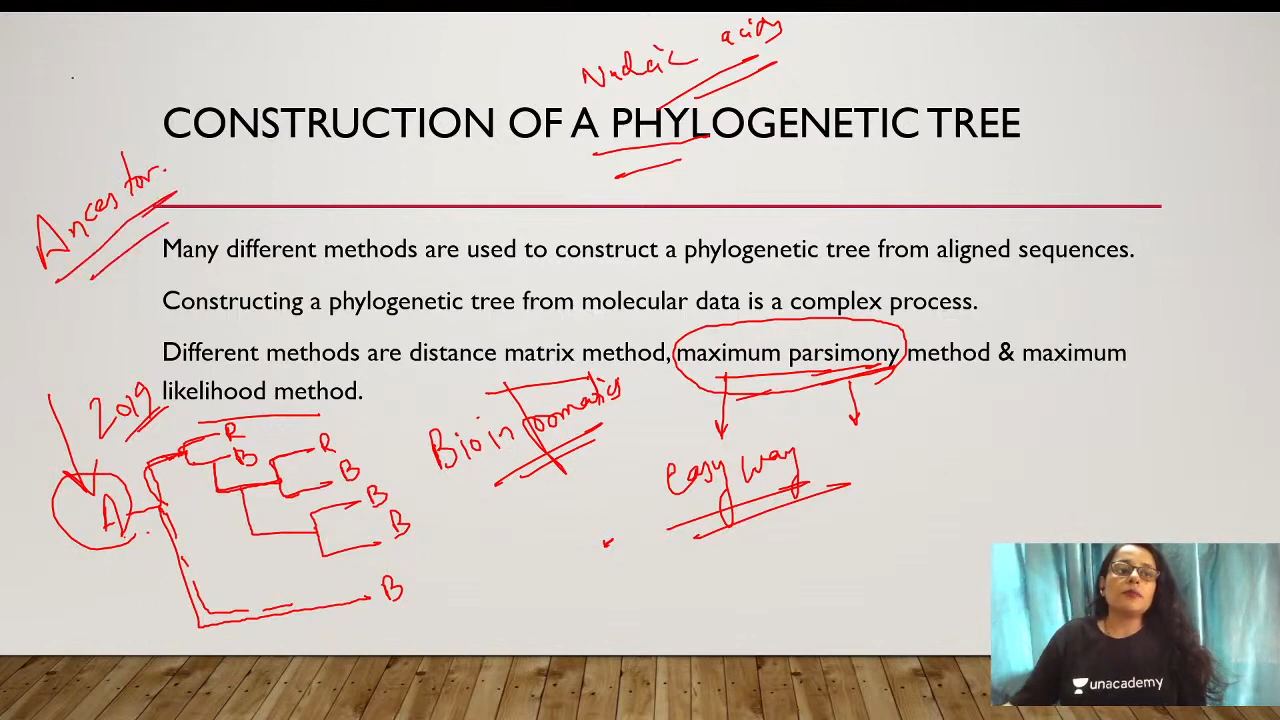 Nucleic acids
CONSTRUCTION OF A PHYLOGENETIC TREE
Ancestor.
Many different methods are used to construct a phylogenetic tree from aligned sequences.
Constructing a phylogenetic tree from molecular data is a complex process.
Different methods are distance matrix method, maximum parsimony method & maximum
likelihood method.
2019
Bioinformatics
R
B
R
B
easy way
A
B
B
B
unacademy